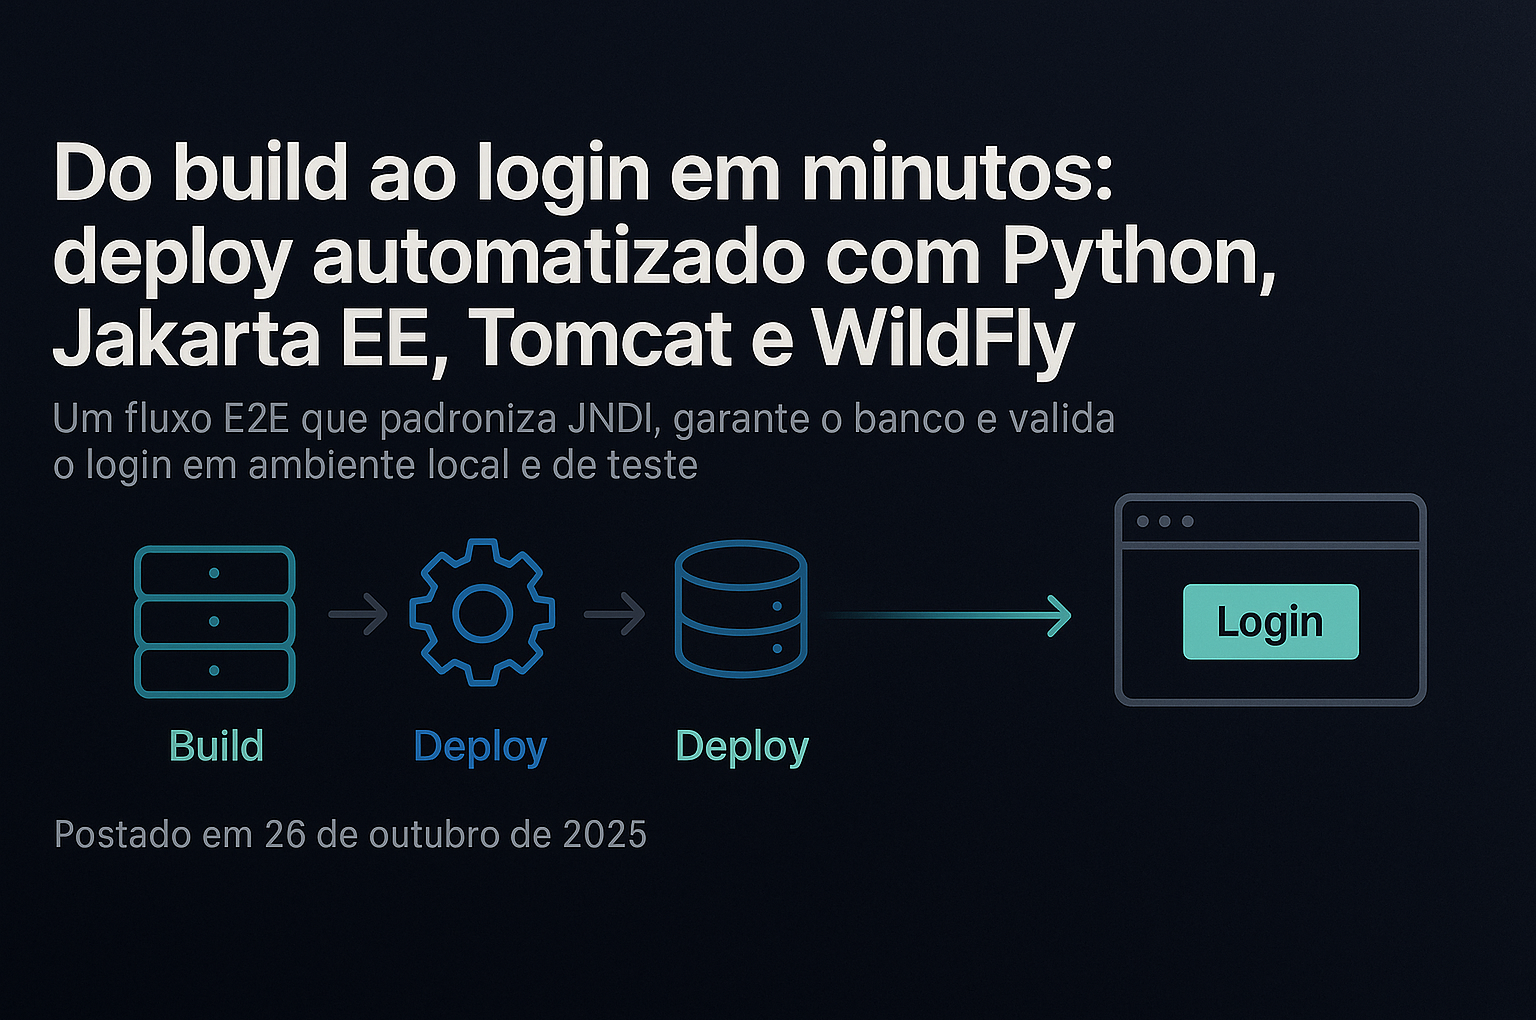 Do build ao login em minutos:
deploy automatizado com Python,
Jakarta EE, Tomcat e WildFly
Um fluxo E2E que padroniza JNDI, garante o banco e valida
o login em ambiente local e de teste
Login
Build
Deploy
Deploy
Postado em 26 de outubro de 2025